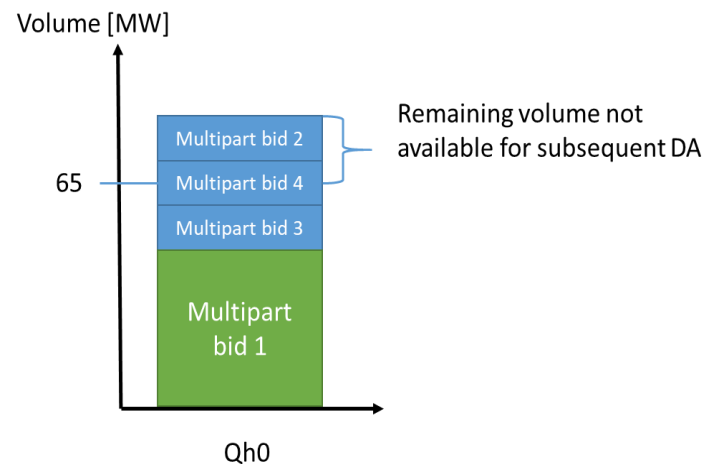 Volume [MW]
Remaining volume not
available for subsequent DA
Multipart bid 2
65
Multipart bid 4
Multipart bid 3
Multipart
bid 1
Qh0